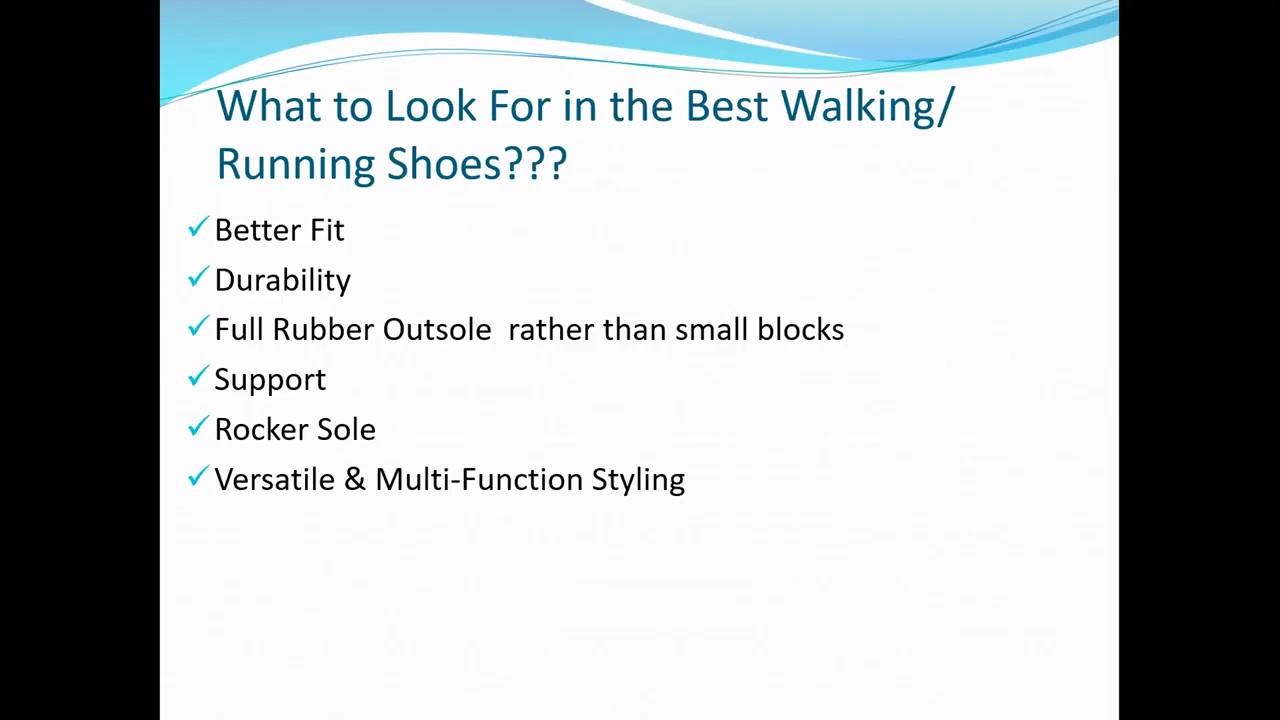 What to Look For in the Best Walking/
Running Shoes???
✓Better Fit
✓Durability
✓Full Rubber Outsole  rather than small blocks
✓Support
✓Rocker Sole
✓Versatile & Multi-Function Styling